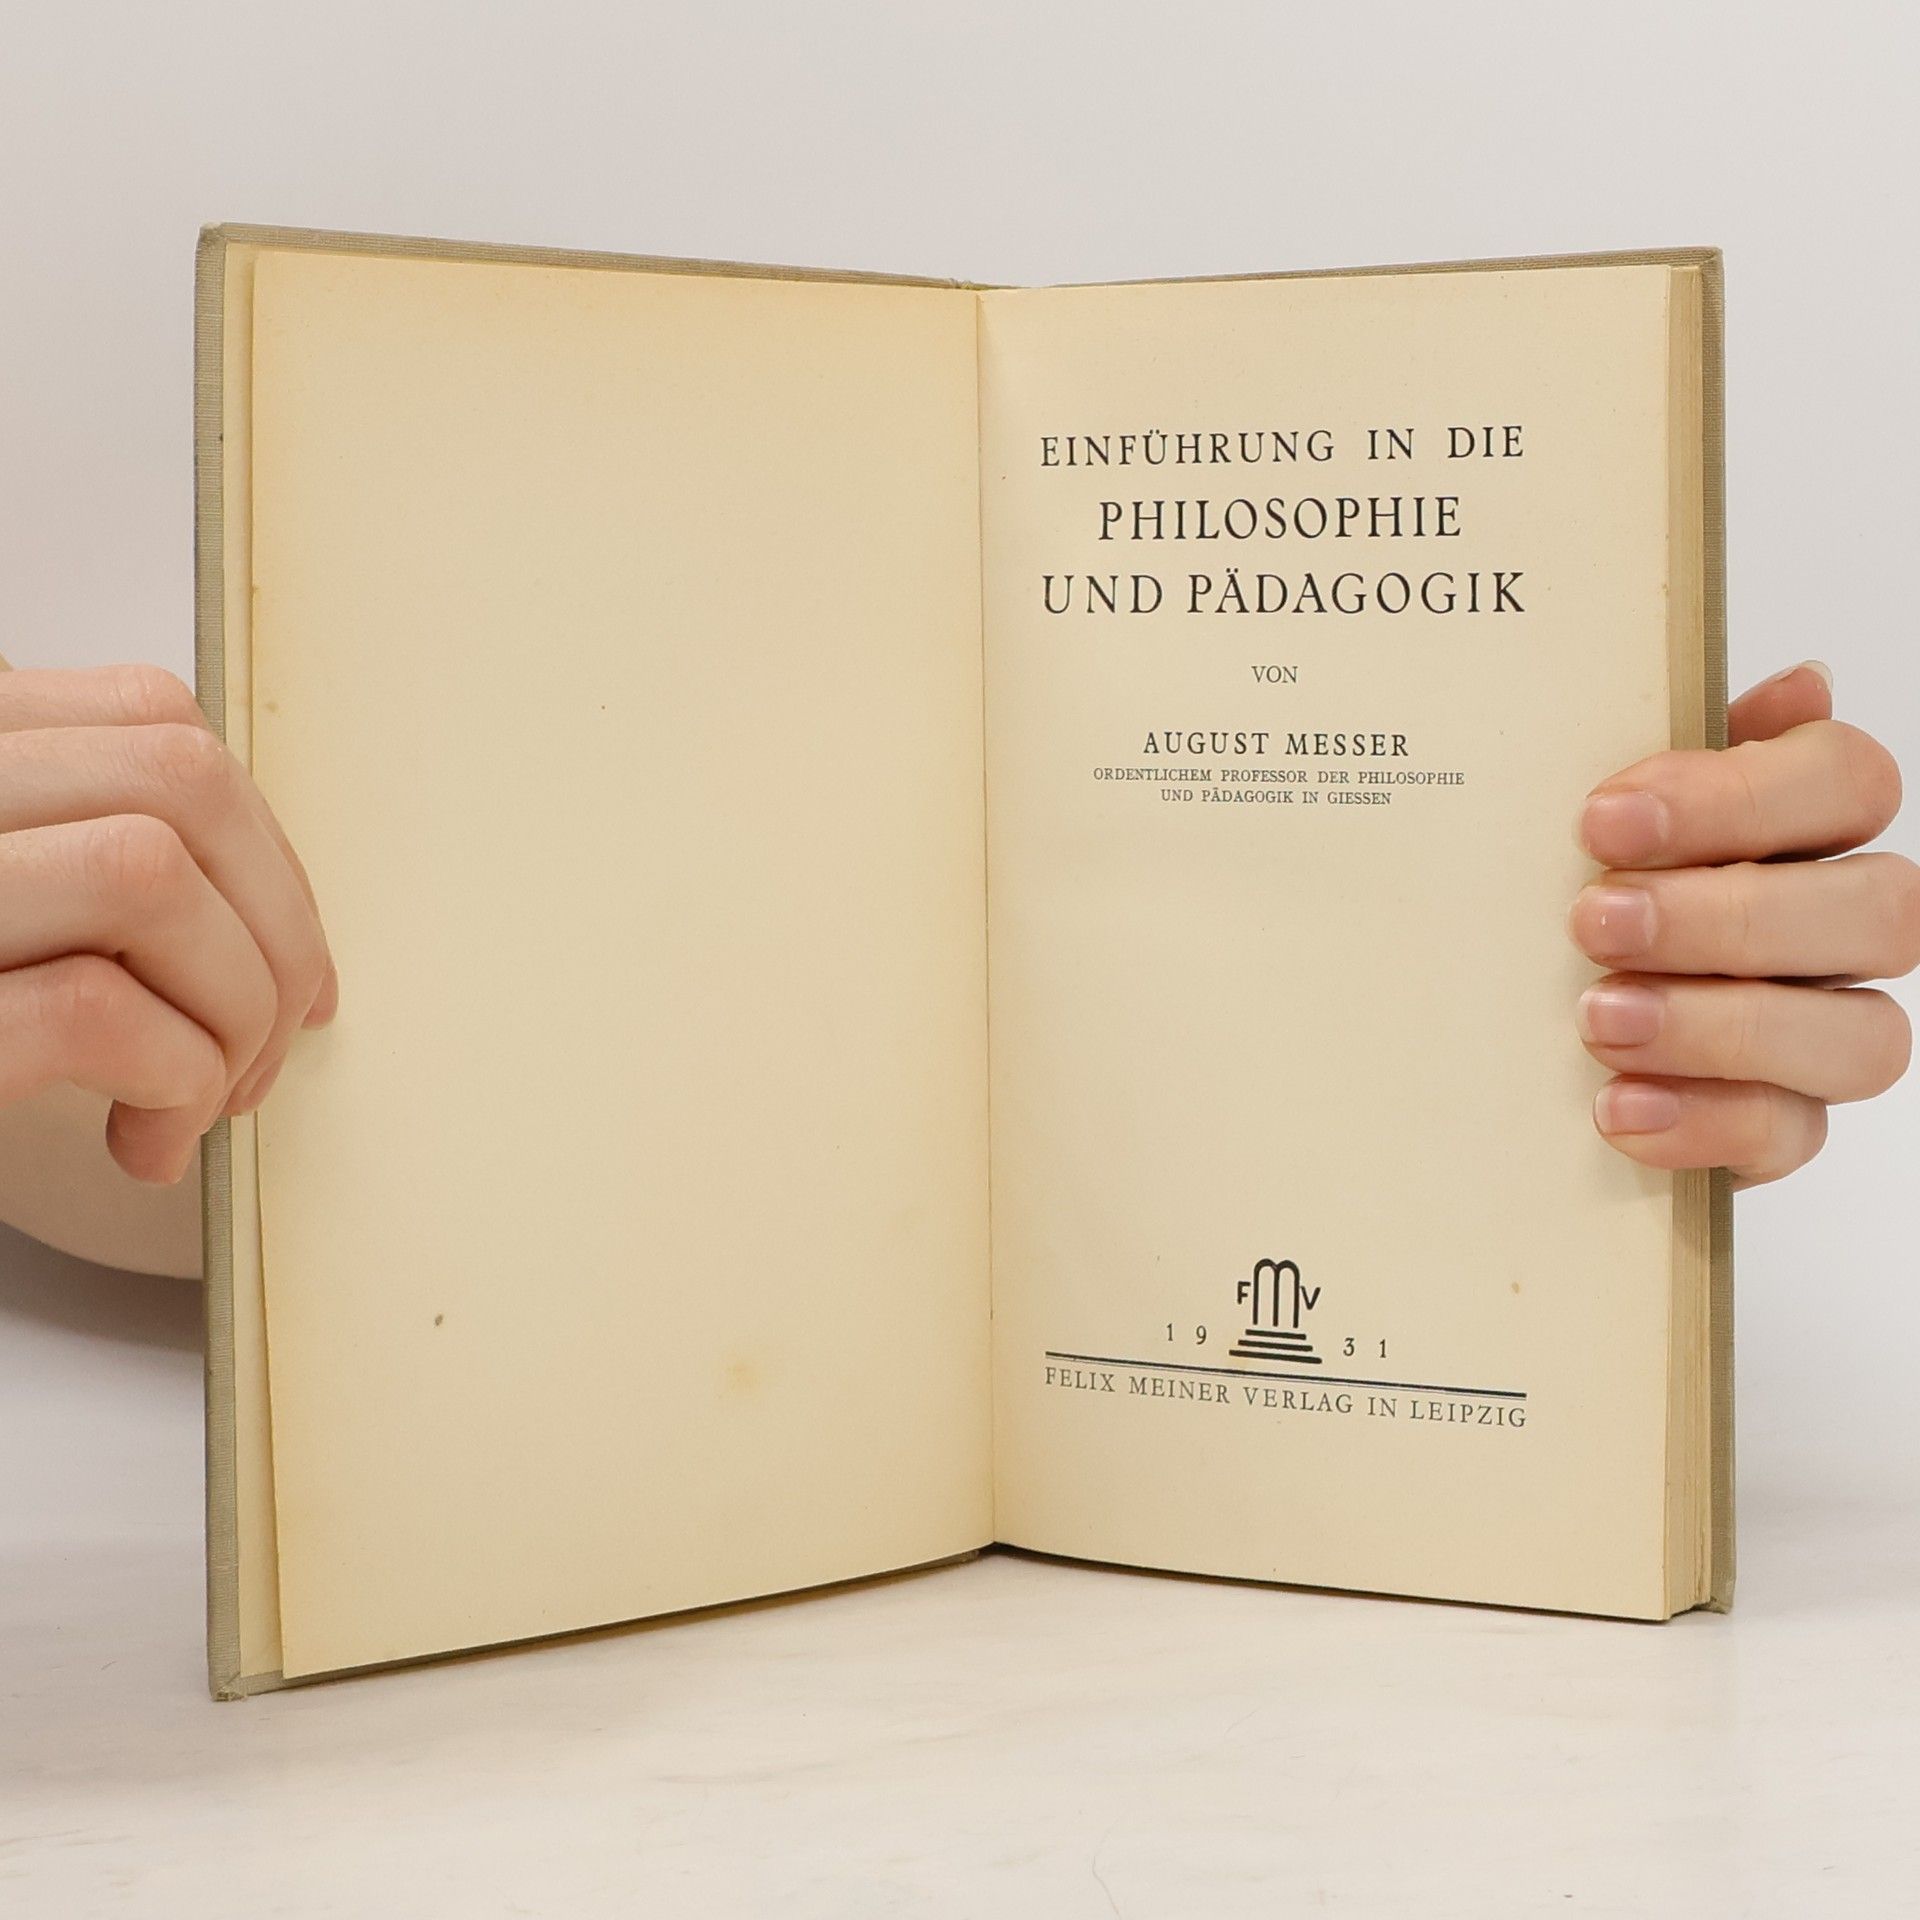 EINFÜHRUNG IN DIE
PHILOSOPHIE
UND PÄDAGOGIK
VON
AUGUST MESSER
ORDENTLICHEM PROFESSOR DER PHILOSOPHIE
UND PÄDAGOGIK IN GIESSEN
F M V
19 31
FELIX MEINER VERLAG IN LEIPZIG